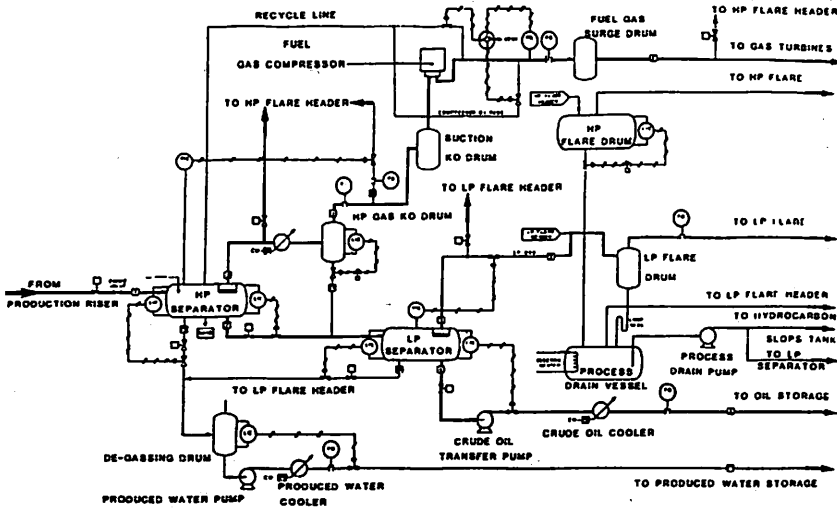 RECYCLE LINE
FUEL
GAS COMPRESSOR
FUEL GAS
SURGE DRUM
TO HP FLARE HEADER
TO GAS TURBINES
TO HP FLARE
TO HP FLARE HEADER
SUCTION
KO DRUM
HP
FLARE DRUM
TO LP FLARE HEADER
HP GAS KO DRUM
TO LP FLARE
LP FLARE
DRUM
FROM
PRODUCTION RISER
HP
SEPARATOR
TO LP FLARE HEADER
TO HYDROCARBON
SLOPS TANK
LP
SEPARATOR
PROCESS
DRAIN VESSEL
PROCESS
DRAIN PUMP
TO LP
SEPARATOR
TO LP FLARE HEADER
TO OIL STORAGE
CRUDE OIL
TRANSFER PUMP
CRUDE OIL COOLER
DE-GASSING DRUM
PRODUCED WATER PUMP
PRODUCED WATER
COOLER
TO PRODUCED WATER STORAGE